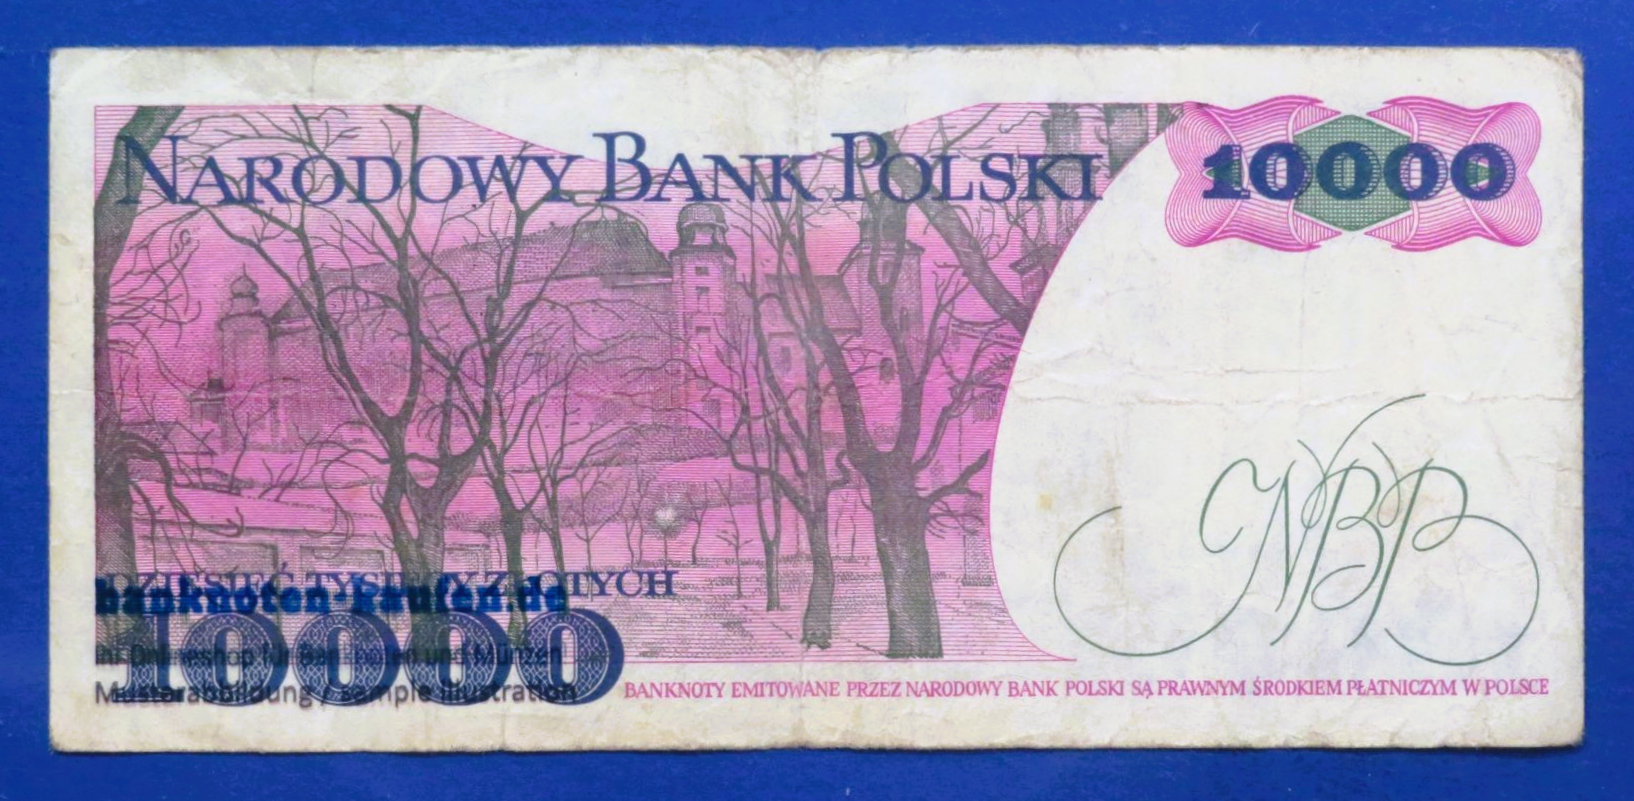 NARODOWY BANK POLSKI
10000
NBP
DZIESIĘĆ TYSIĘCY ZŁOTYCH
banknoten-kaufen.de
10000
Ihr Onlineshop für Banknoten und Münzen
Musterabbildung / sample illustration
BANKNOTY EMITOWANE PRZEZ NARODOWY BANK POLSKI SĄ PRAWNYM ŚRODKIEM PŁATNICZYM W POLSCE